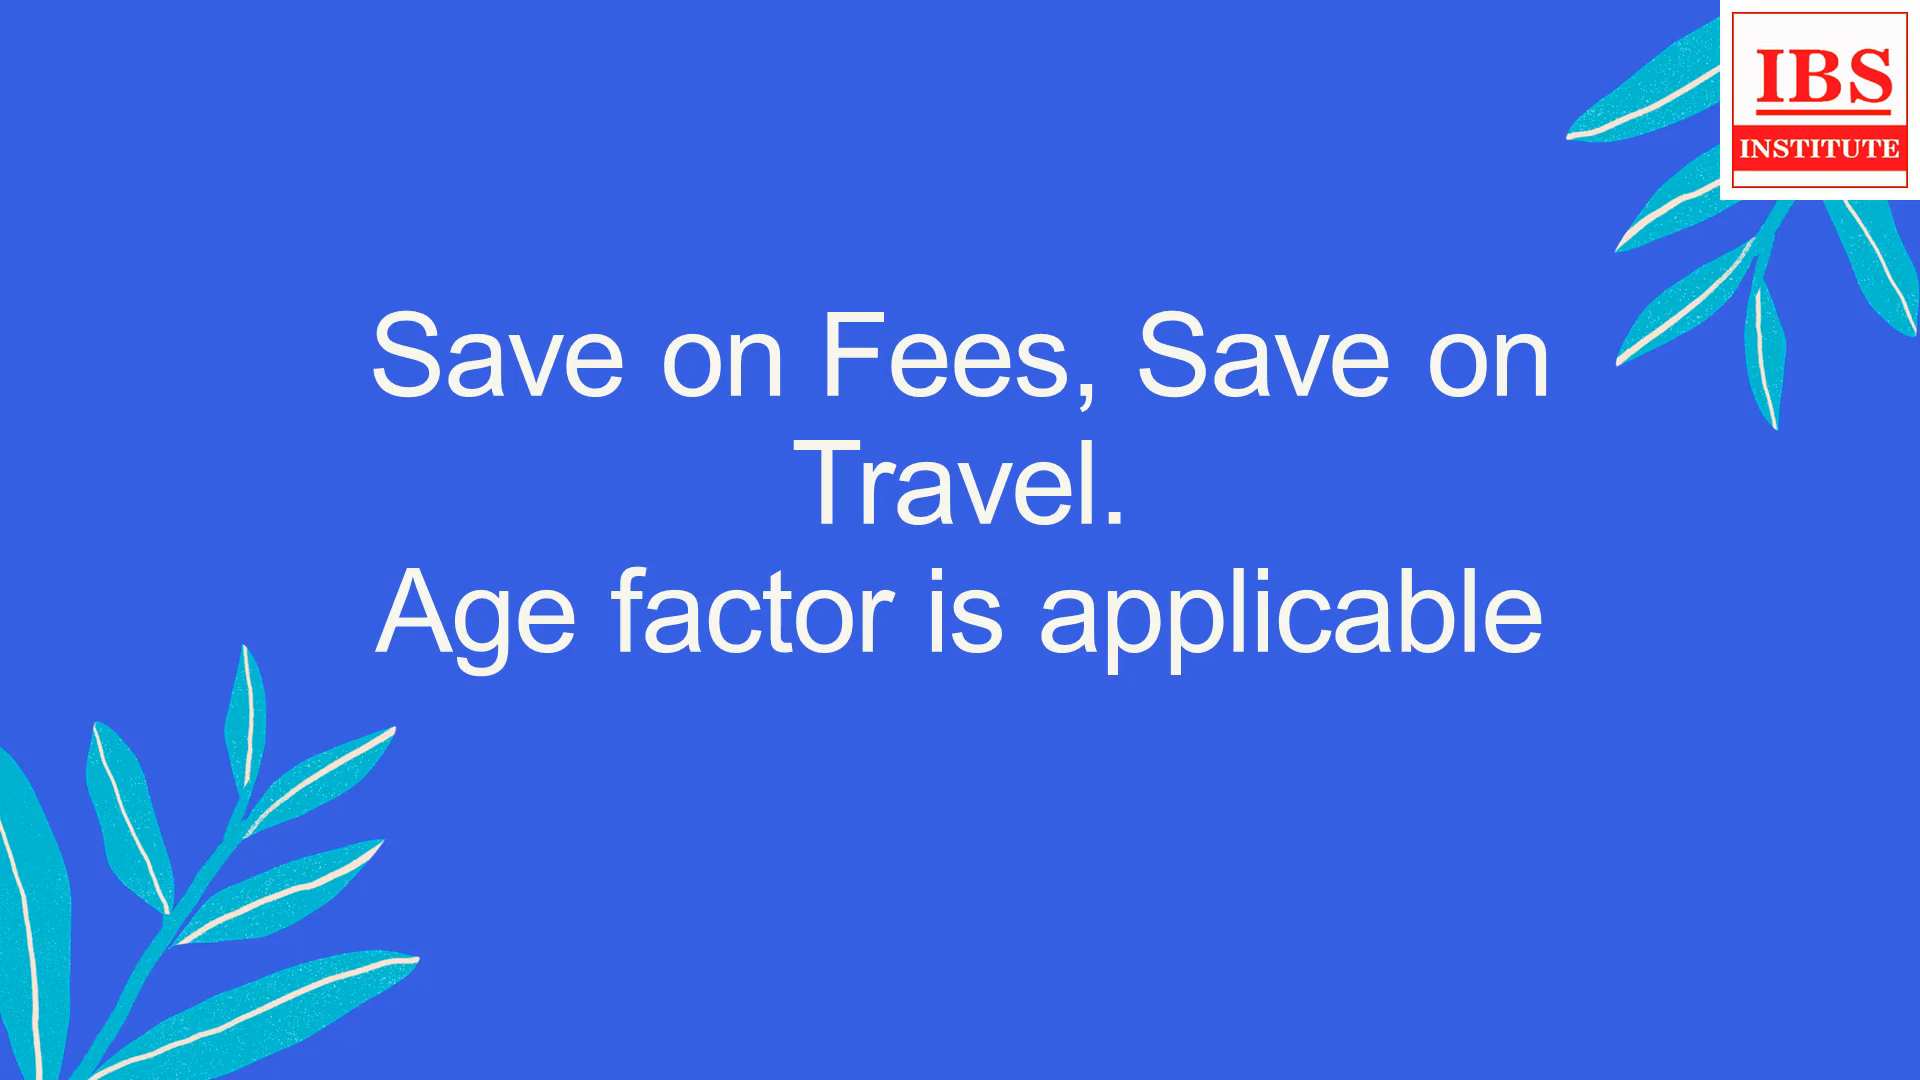 IBS
INSTITUTE
Save on Fees, Save on
Travel.
Age factor is applicable